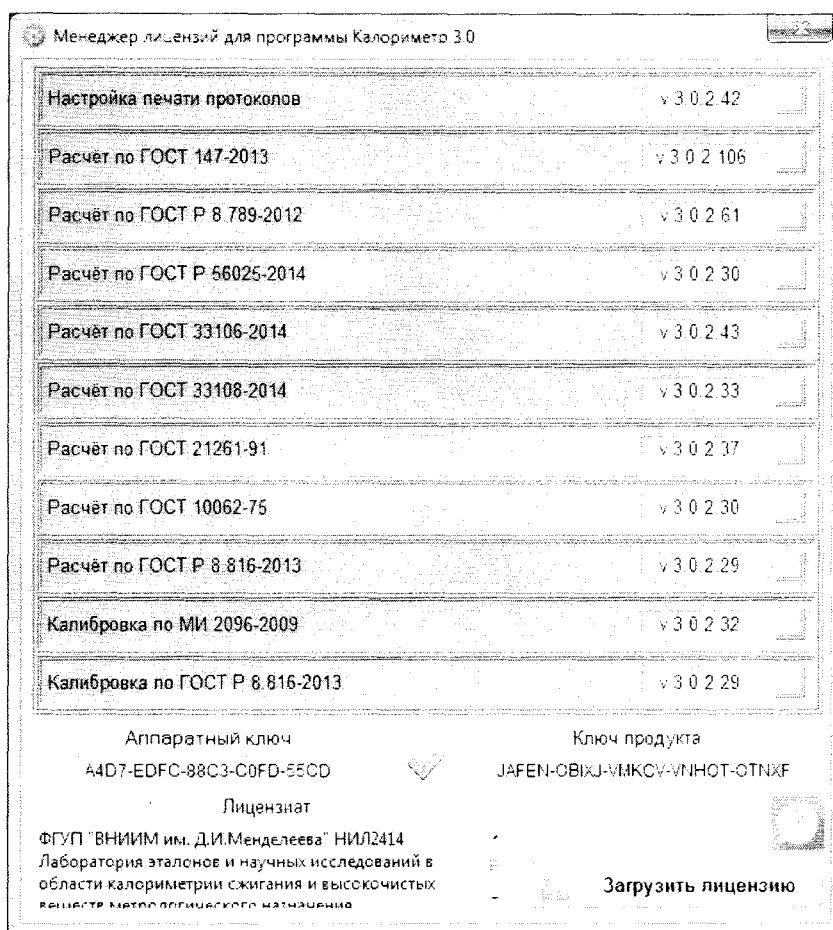 Менеджер лицензий для программы Калориметр 3.0
Настройка печати протоколов v 3.0.2.42
Расчёт по ГОСТ 147-2013 v 3.0.2.106
Расчёт по ГОСТ Р 8.789-2012 v 3.0.2.61
Расчёт по ГОСТ Р 56025-2014 v 3.0.2.30
Расчёт по ГОСТ 33106-2014 v 3.0.2.43
Расчёт по ГОСТ 33108-2014 v 3.0.2.33
Расчёт по ГОСТ 21261-91 v 3.0.2.37
Расчёт по ГОСТ 10062-75 v 3.0.2.30
Расчёт по ГОСТ Р 8.816-2013 v 3.0.2.29
Калибровка по МИ 2096-2009 v 3.0.2.32
Калибровка по ГОСТ Р 8.816-2013 v 3.0.2.29
Аппаратный ключ Ключ продукта
A4D7-EDFC-88C3-C0FD-55CD JAFEN-OBIXJ-VMKCV-VNHOT-OTNXF
Лицензиат
ФГУП "ВНИИМ им. Д.И.Менделеева" НИЛ2414
Лаборатория эталонов и научных исследований в
области калориметрии сжигания и высокочистых
веществ метрологического назначения
Загрузить лицензию